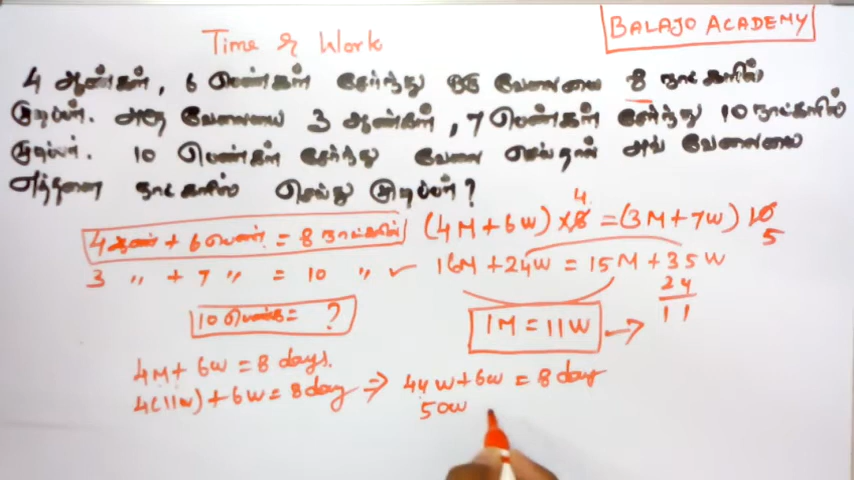 BALAJO ACADEMY
Time & Work
4 ஆண்கள், 6 பெண்கள் சேர்ந்து ஒரு வேலையை 8 நாட்களில்
முடிப்பர். அதே வேலையை 3 ஆண்கள், 7 பெண்கள் சேர்ந்து 10 நாட்களில்
முடிப்பர். 10 பெண்கள் சேர்ந்து வேலை செய்தால் அவ் வேலையை
எத்தனை நாட்களில் செய்து முடிப்பர்?
4 ஆண் + 6 பெண் = 8 நாட்களில்
(4M+6W) x 8 4 = (3M+7W) 10 5
3 " + 7 " = 10 " ✓
16M + 24W = 15M + 35W
24
11
10 பெண்கள் = ?
1M = 11W →
4M + 6W = 8 days.
4(11W) + 6W = 8 day ⇒ 44W + 6W = 8 day
50W